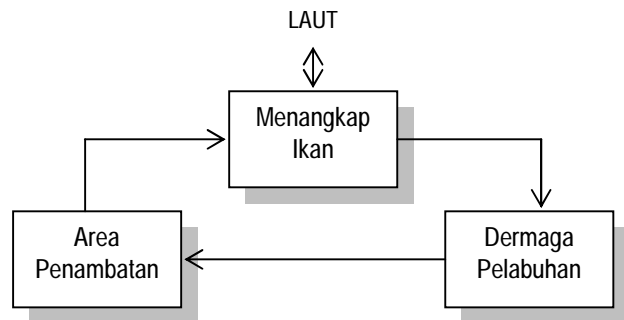 LAUT
Menangkap
Ikan
Area
Penambatan
Dermaga
Pelabuhan